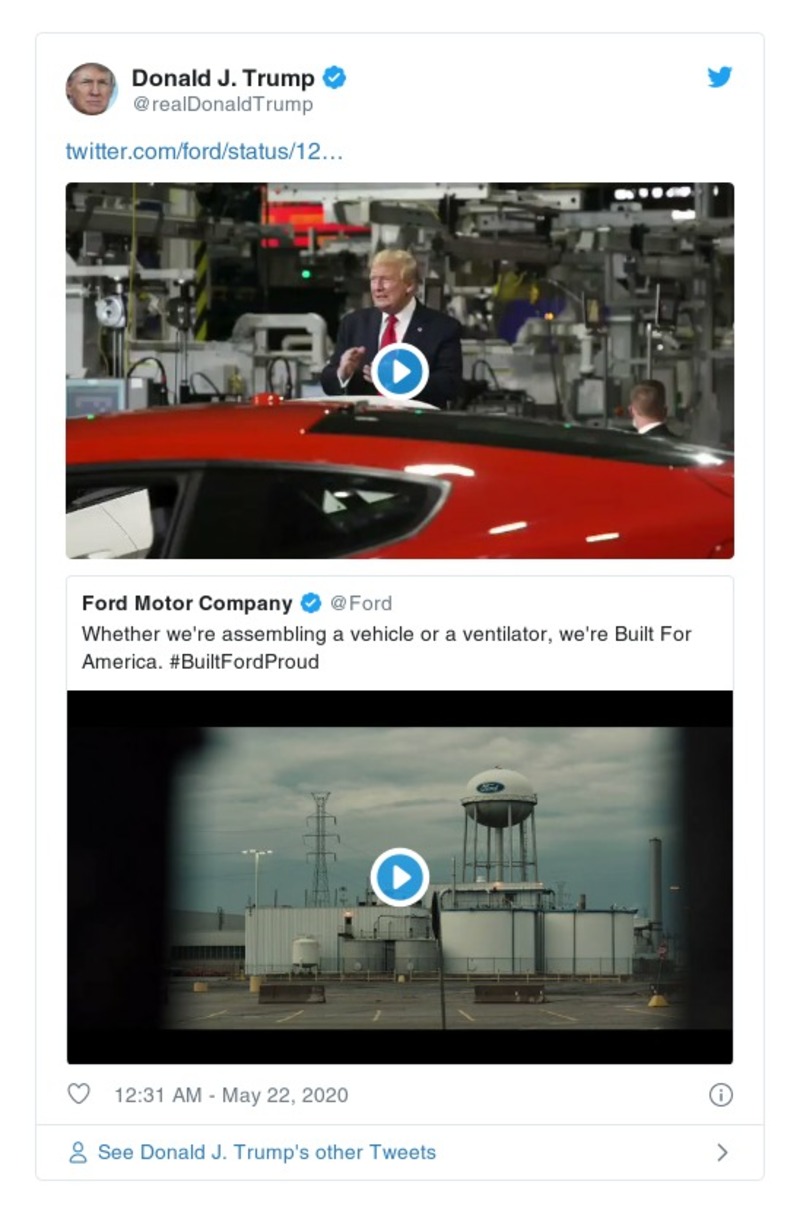 Donald J. Trump
@realDonaldTrump
twitter.com/ford/status/12…
Ford Motor Company @Ford
Whether we're assembling a vehicle or a ventilator, we're Built For
America. #BuiltFordProud
Ford
12:31 AM - May 22, 2020
See Donald J. Trump's other Tweets